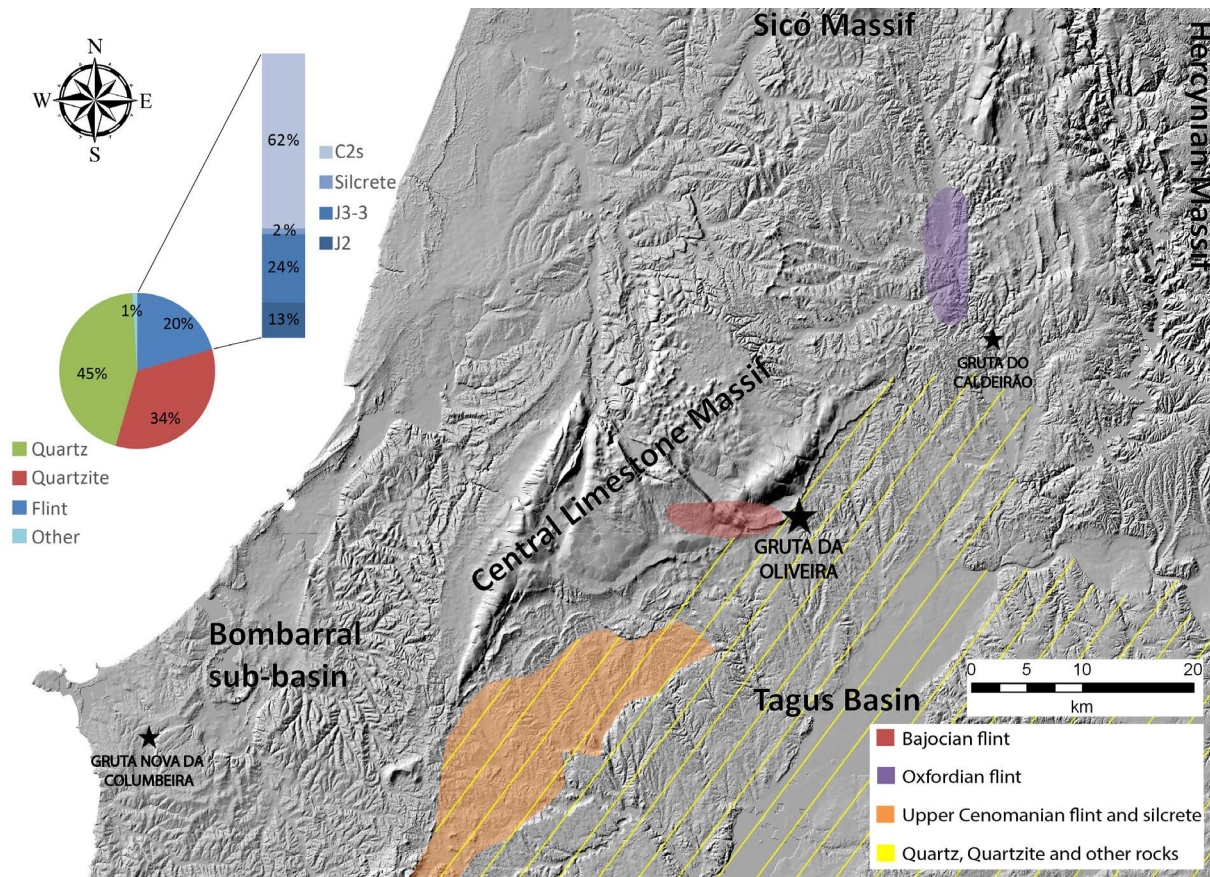 Sicó Massif
Hercynian Massif
N
W
E
S
62%
2%
24%
13%
C2s
Silcrete
J3-3
J2
1%
20%
45%
34%
Quartz
Quartzite
Flint
Other
GRUTA DO
CALDEIRÃO
Central Limestone Massif
GRUTA DA
OLIVEIRA
Bombarral
sub-basin
GRUTA NOVA DA
COLUMBEIRA
Tagus Basin
0 5 10 20
km
Bajocian flint
Oxfordian flint
Upper Cenomanian flint and silcrete
Quartz, Quartzite and other rocks